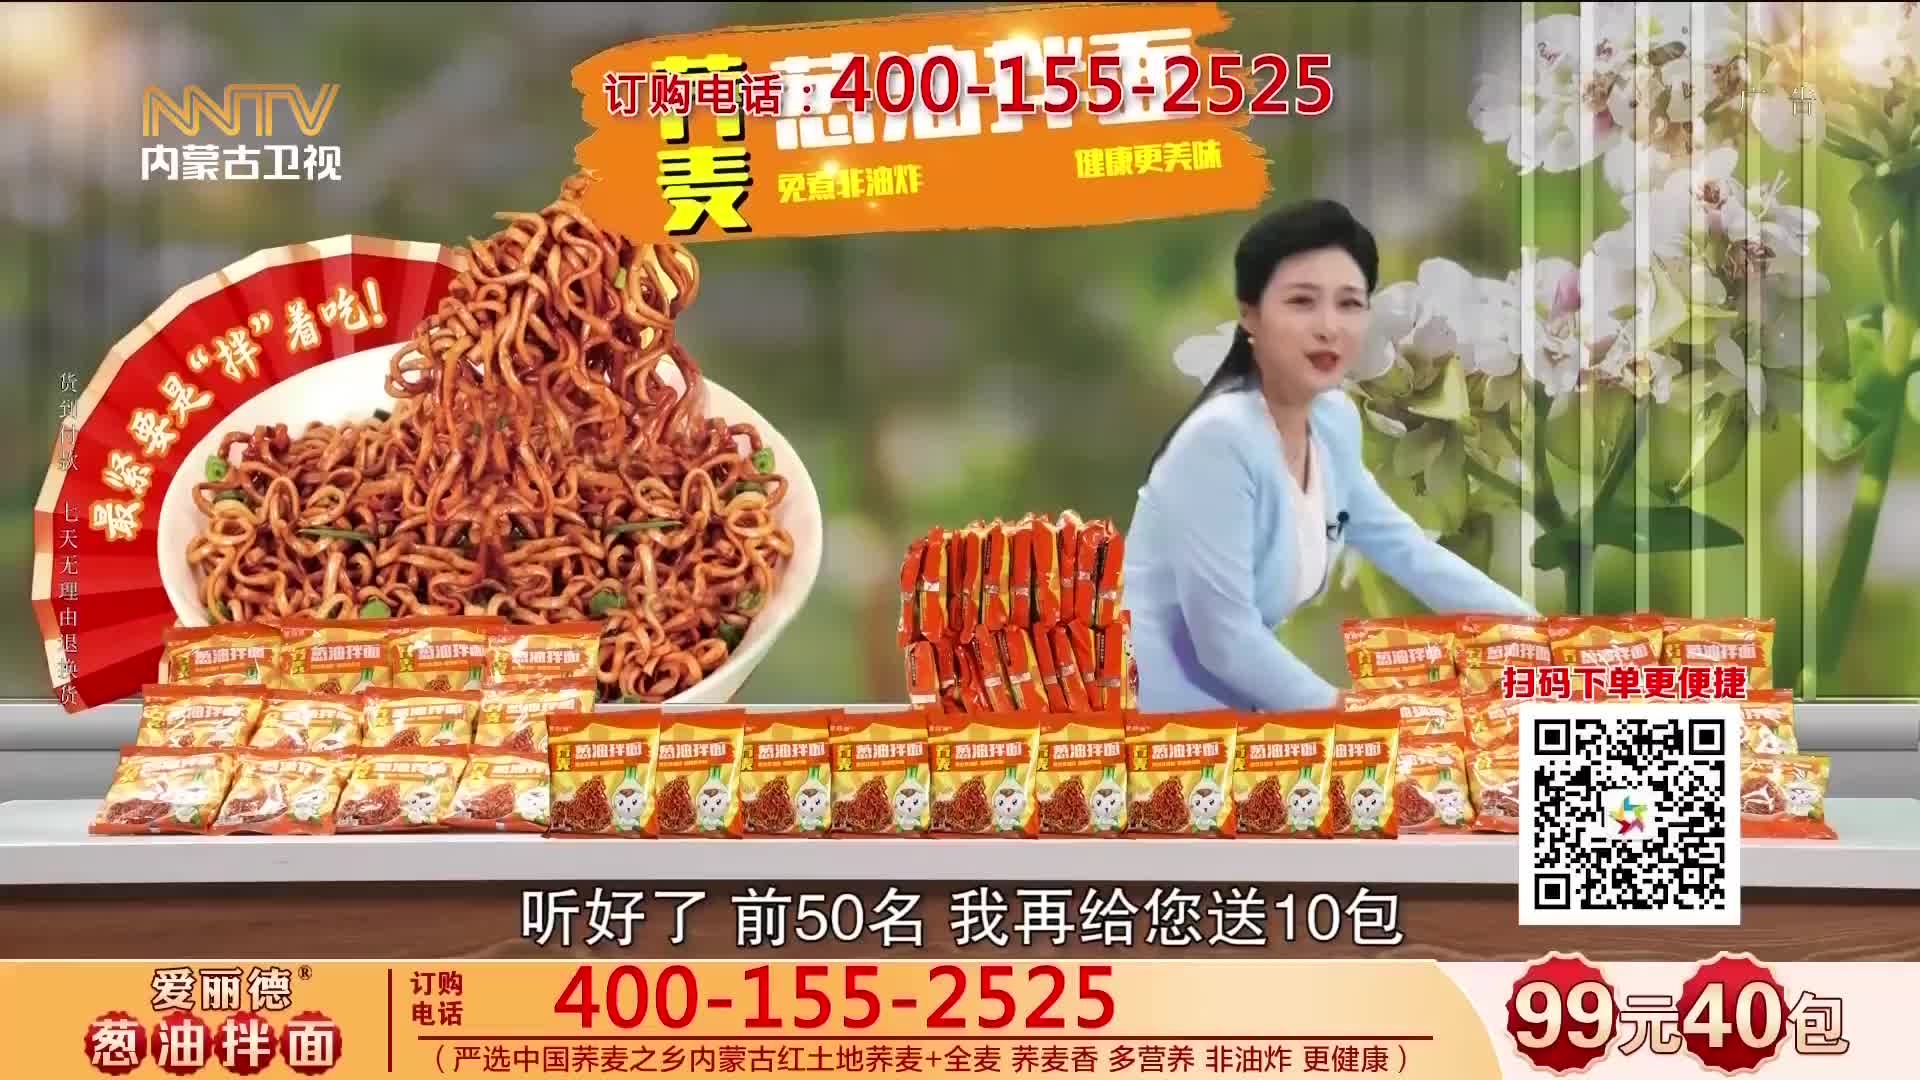 NNTV
内蒙古卫视
荞麦
葱油拌面
订购电话：400-155-2525
免煮非油炸
健康更美味
广告
最紧要是“拌”着吃！
货到付款 七天无理由退换货
扫码下单更便捷
听好了 前50名 我再给您送10包
爱丽德®
葱油拌面
订购电话
400-155-2525
（严选中国荞麦之乡内蒙古红土地荞麦+全麦 荞麦香 多营养 非油炸 更健康）
99元40包